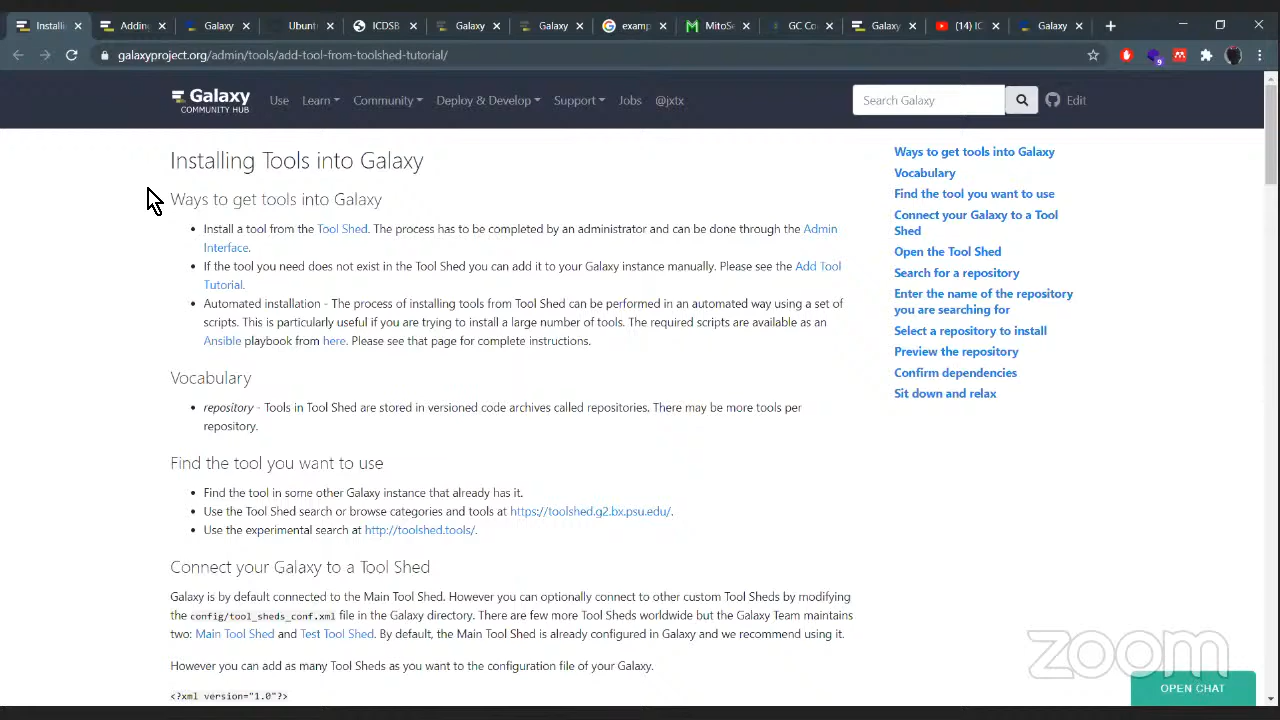 Installi
Adding
Galaxy
Ubunt
ICDSB
Galaxy
Galaxy
examp
MitoS
GC Co
Galaxy
(14) IC
Galaxy
galaxyproject.org/admin/tools/add-tool-from-toolshed-tutorial/
9
Galaxy
COMMUNITY HUB
Use Learn Community Deploy & Develop Support Jobs @jxtx
Search Galaxy
Edit
Installing Tools into Galaxy
Ways to get tools into Galaxy
Install a tool from the Tool Shed. The process has to be completed by an administrator and can be done through the Admin
Interface.
If the tool you need does not exist in the Tool Shed you can add it to your Galaxy instance manually. Please see the Add Tool
Tutorial.
Automated installation - The process of installing tools from Tool Shed can be performed in an automated way using a set of
scripts. This is particularly useful if you are trying to install a large number of tools. The required scripts are available as an
Ansible playbook from here. Please see that page for complete instructions.
Vocabulary
repository - Tools in Tool Shed are stored in versioned code archives called repositories. There may be more tools per
repository.
Find the tool you want to use
Find the tool in some other Galaxy instance that already has it.
Use the Tool Shed search or browse categories and tools at https://toolshed.g2.bx.psu.edu/.
Use the experimental search at http://toolshed.tools/.
Connect your Galaxy to a Tool Shed
Galaxy is by default connected to the Main Tool Shed. However you can optionally connect to other custom Tool Sheds by modifying
the config/tool_sheds_conf.xml file in the Galaxy directory. There are few more Tool Sheds worldwide but the Galaxy Team maintains
two: Main Tool Shed and Test Tool Shed. By default, the Main Tool Shed is already configured in Galaxy and we recommend using it.
However you can add as many Tool Sheds as you want to the configuration file of your Galaxy.
<?xml version="1.0"?>
Ways to get tools into Galaxy
Vocabulary
Find the tool you want to use
Connect your Galaxy to a Tool
Shed
Open the Tool Shed
Search for a repository
Enter the name of the repository
you are searching for
Select a repository to install
Preview the repository
Confirm dependencies
Sit down and relax
zoom
OPEN CHAT